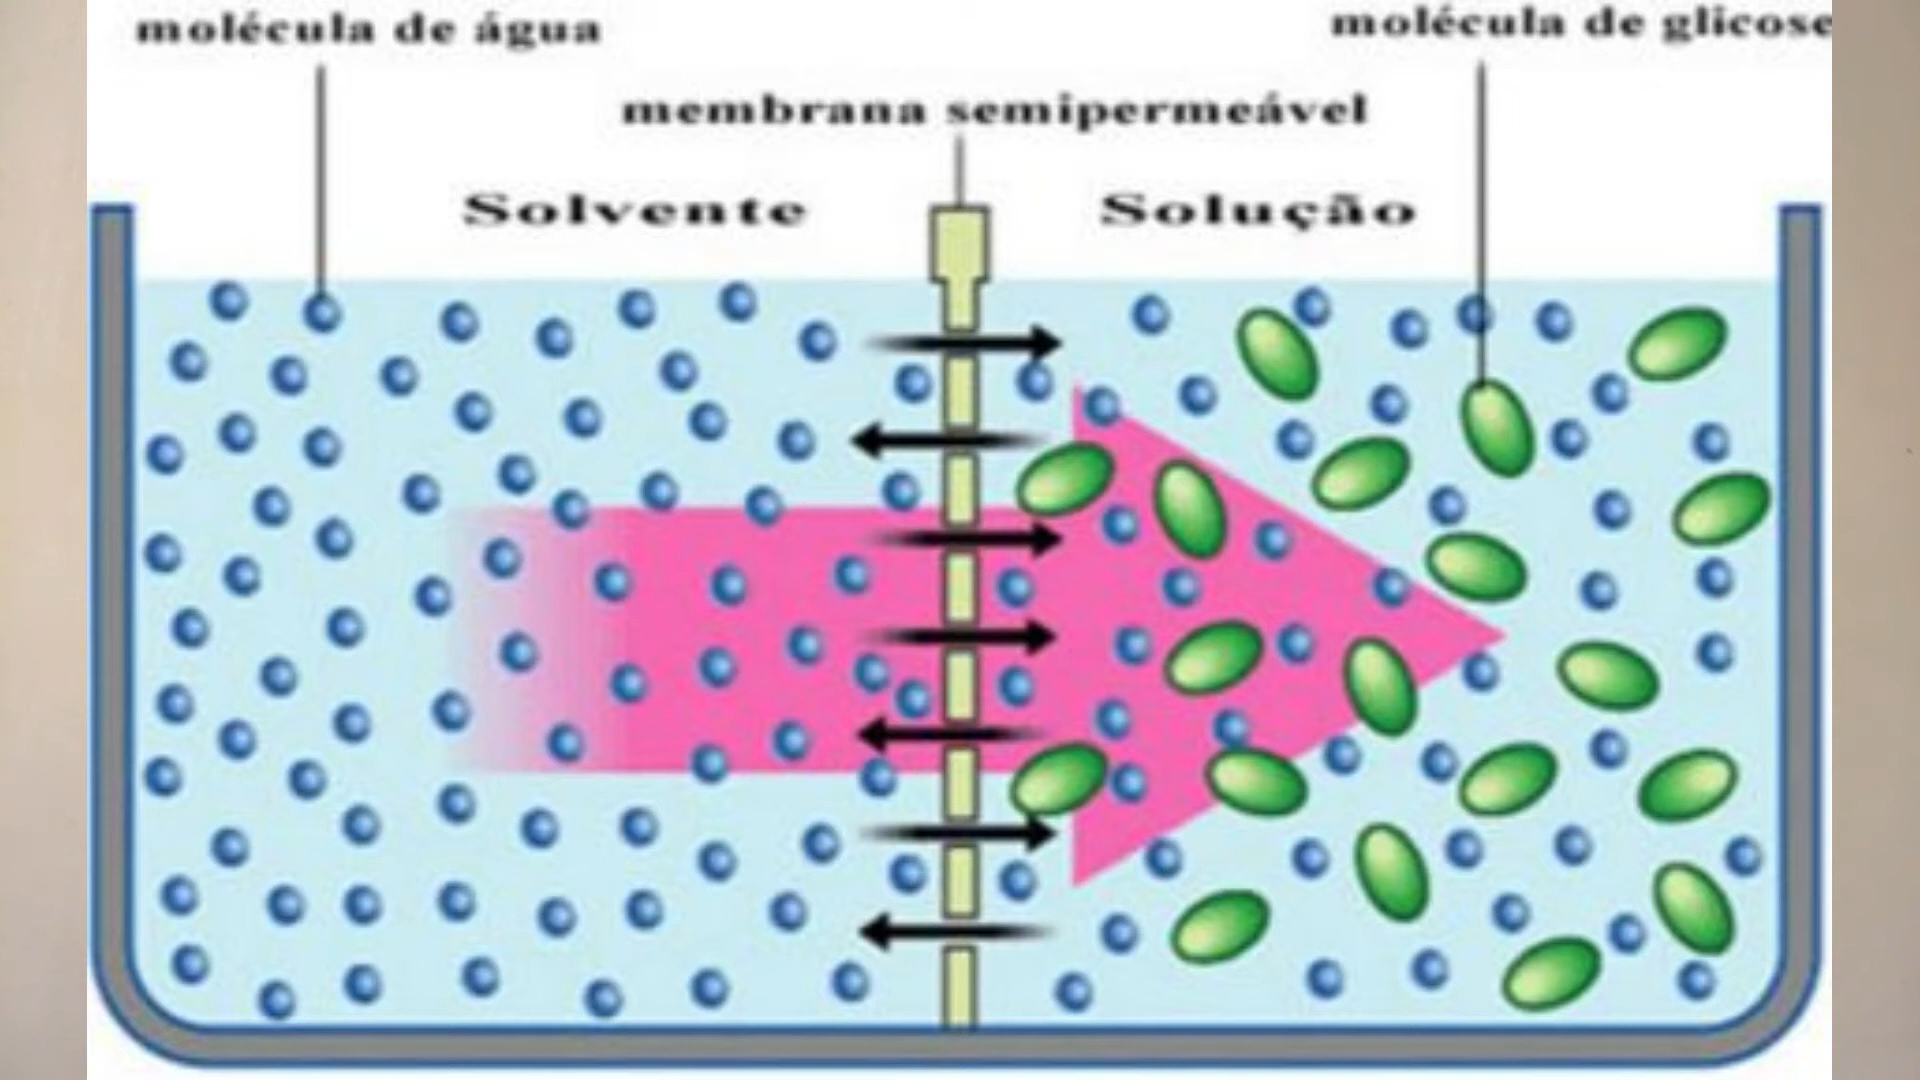 molécula de água
molécula de glicose
membrana semipermeável
Solvente
Solução